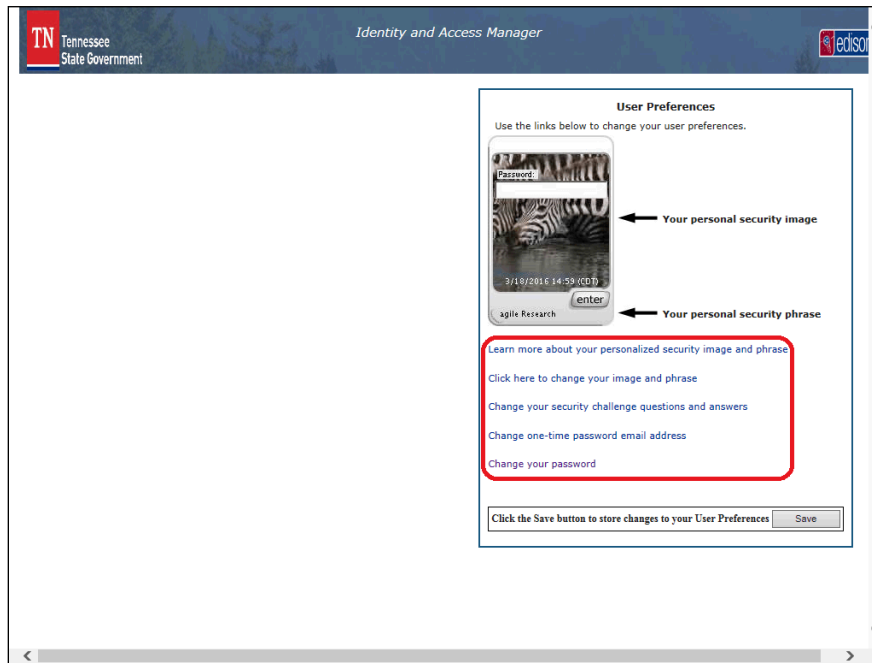 TN Tennessee
State Government
Identity and Access Manager
edison
User Preferences
Use the links below to change your user preferences.
Password:
Your personal security image
3/18/2016 14:59 (CDT)
enter
agile Research
Your personal security phrase
Learn more about your personalized security image and phrase
Click here to change your image and phrase
Change your security challenge questions and answers
Change one-time password email address
Change your password
Click the Save button to store changes to your User Preferences Save